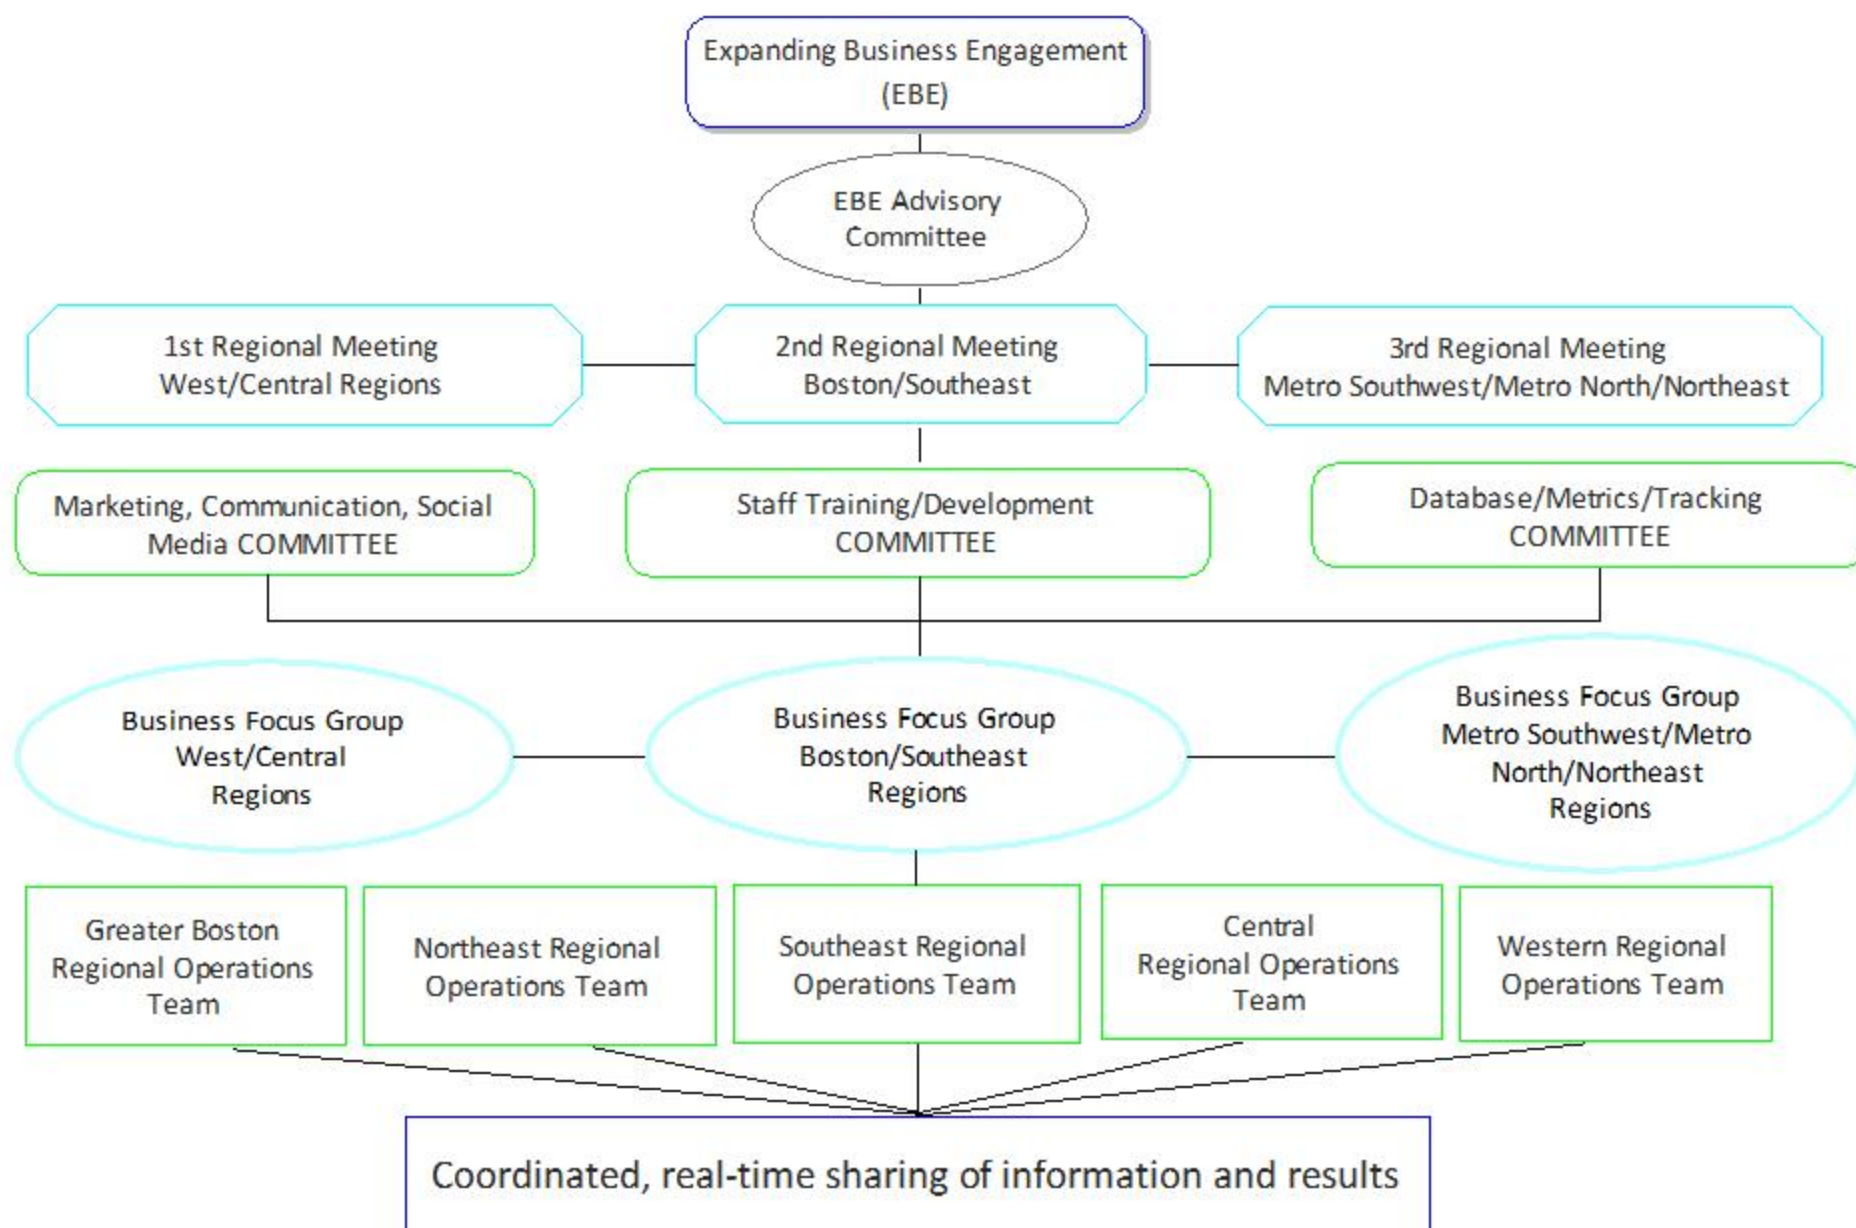 Expanding Business Engagement
(EBE)
EBE Advisory
Committee
1st Regional Meeting
West/Central Regions
2nd Regional Meeting
Boston/Southeast
3rd Regional Meeting
Metro Southwest/Metro North/Northeast
Marketing, Communication, Social
Media COMMITTEE
Staff Training/Development
COMMITTEE
Database/Metrics/Tracking
COMMITTEE
Business Focus Group
West/Central
Regions
Business Focus Group
Boston/Southeast
Regions
Business Focus Group
Metro Southwest/Metro
North/Northeast
Regions
Greater Boston
Regional Operations
Team
Northeast Regional
Operations Team
Southeast Regional
Operations Team
Central
Regional Operations
Team
Western Regional
Operations Team
Coordinated, real-time sharing of information and results